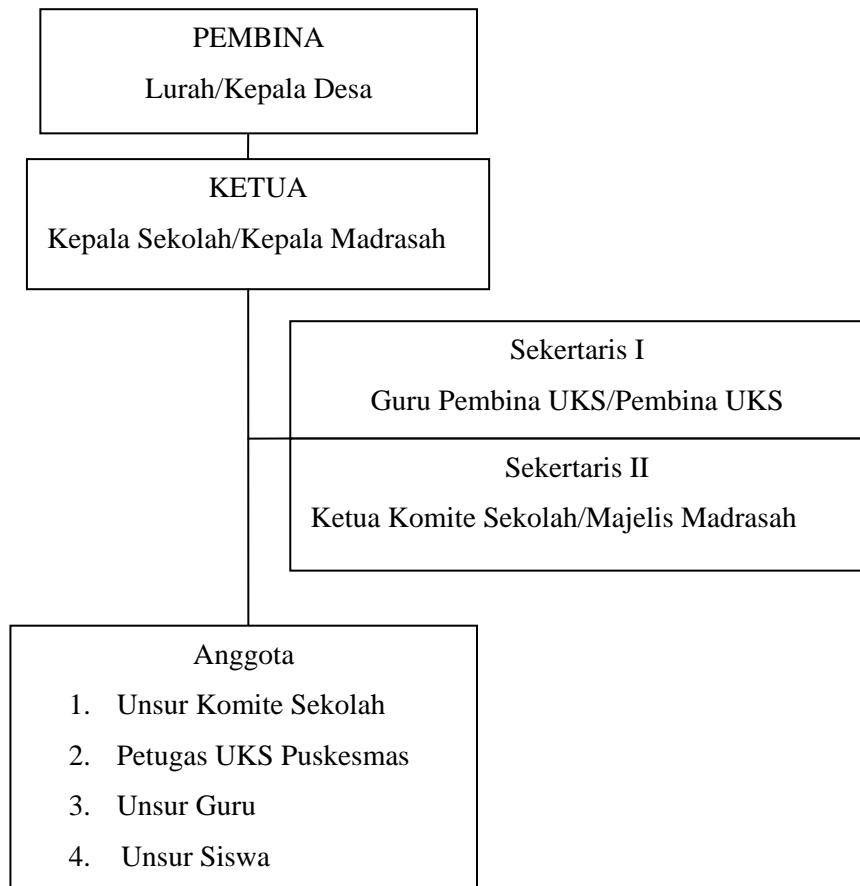 PEMBINA
Lurah/Kepala Desa
KETUA
Kepala Sekolah/Kepala Madrasah
Sekertaris I
Guru Pembina UKS/Pembina UKS
Sekertaris II
Ketua Komite Sekolah/Majelis Madrasah
Anggota
1. Unsur Komite Sekolah
2. Petugas UKS Puskesmas
3. Unsur Guru
4. Unsur Siswa